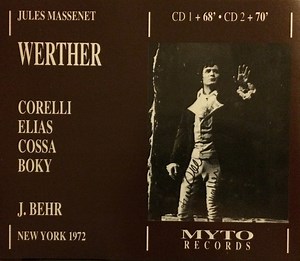 JULES MASSENET
CD 1 + 68' • CD 2 + 70'
WERTHER
CORELLI
ELIAS
COSSA
BOKY
J. BEHR
NEW YORK 1972
MYTO
RECORDS